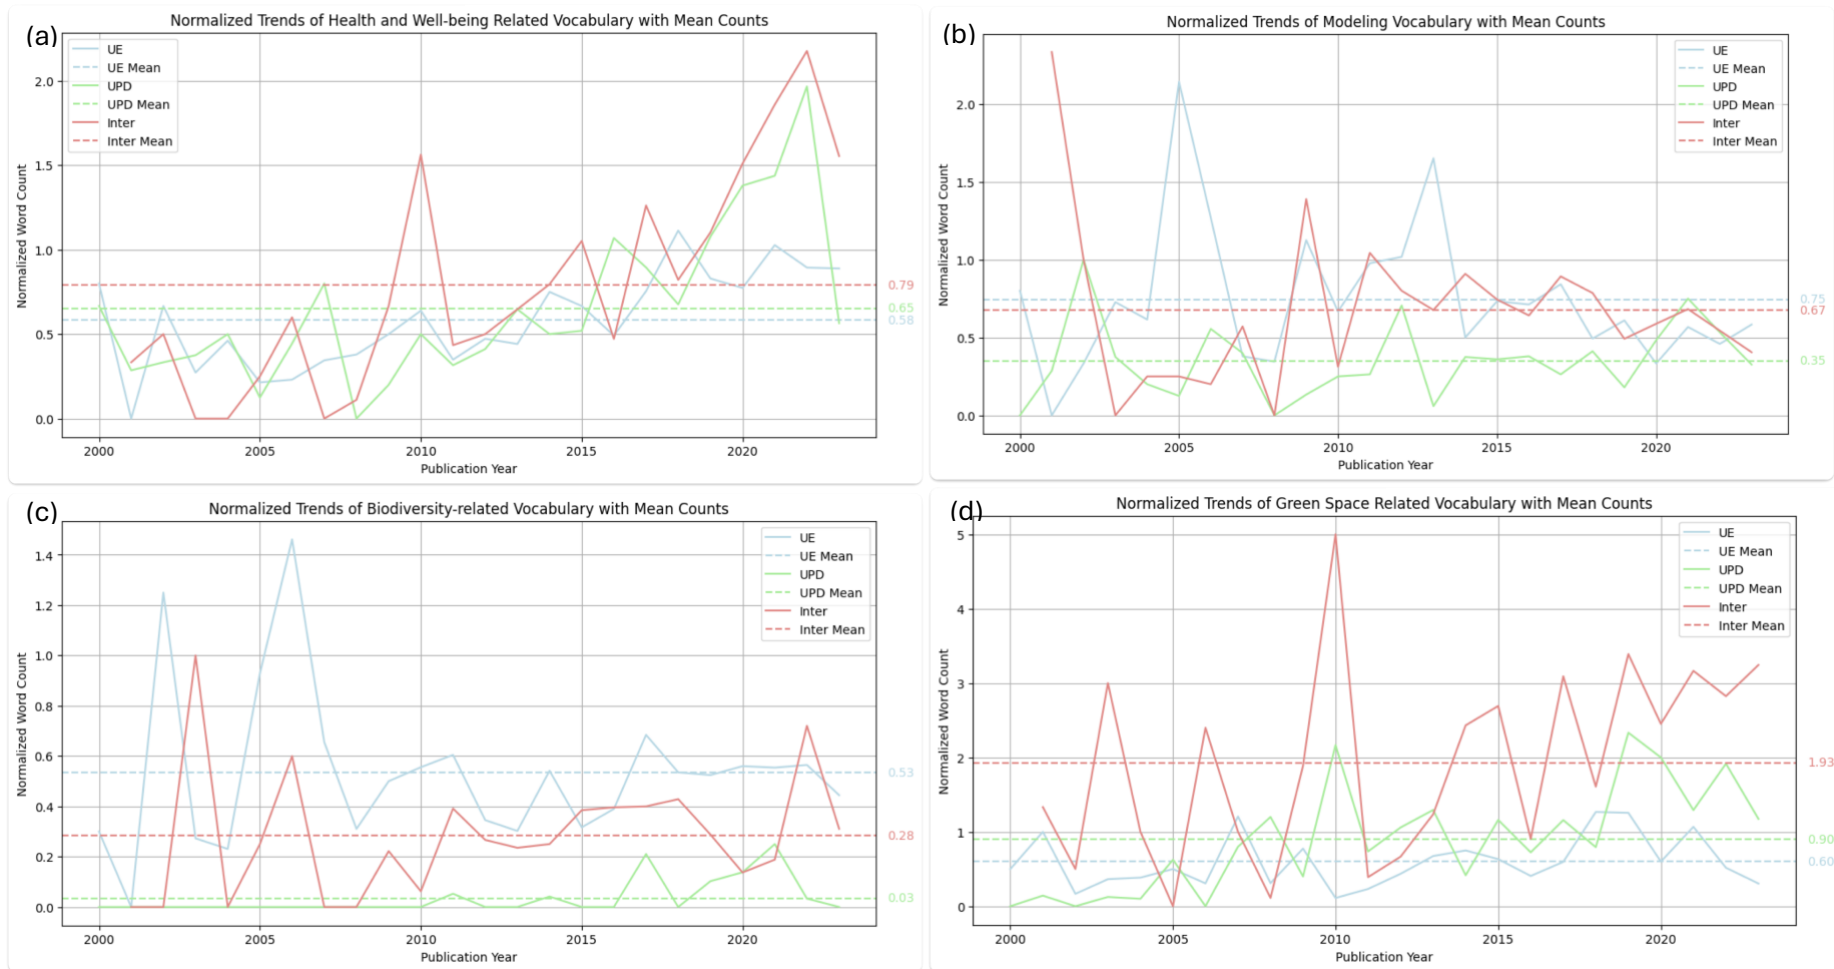 (a)
Normalized Trends of Health and Well-being Related Vocabulary with Mean Counts
UE
UE Mean
UPD
UPD Mean
Inter
Inter Mean
Normalized Word Count
2.0
1.5
1.0
0.5
0.0
0.79
0.65
0.58
2000 2005 2010 2015 2020
Publication Year
(b)
Normalized Trends of Modeling Vocabulary with Mean Counts
UE
UE Mean
UPD
UPD Mean
Inter
Inter Mean
Normalized Word Count
2.0
1.5
1.0
0.5
0.0
0.75
0.67
0.35
2000 2005 2010 2015 2020
Publication Year
(c)
Normalized Trends of Biodiversity-related Vocabulary with Mean Counts
UE
UE Mean
UPD
UPD Mean
Inter
Inter Mean
Normalized Word Count
1.4
1.2
1.0
0.8
0.6
0.4
0.2
0.0
0.53
0.28
0.03
2000 2005 2010 2015 2020
Publication Year
(d)
Normalized Trends of Green Space Related Vocabulary with Mean Counts
UE
UE Mean
UPD
UPD Mean
Inter
Inter Mean
Normalized Word Count
5
4
3
2
1
0
1.93
0.90
0.60
2000 2005 2010 2015 2020
Publication Year